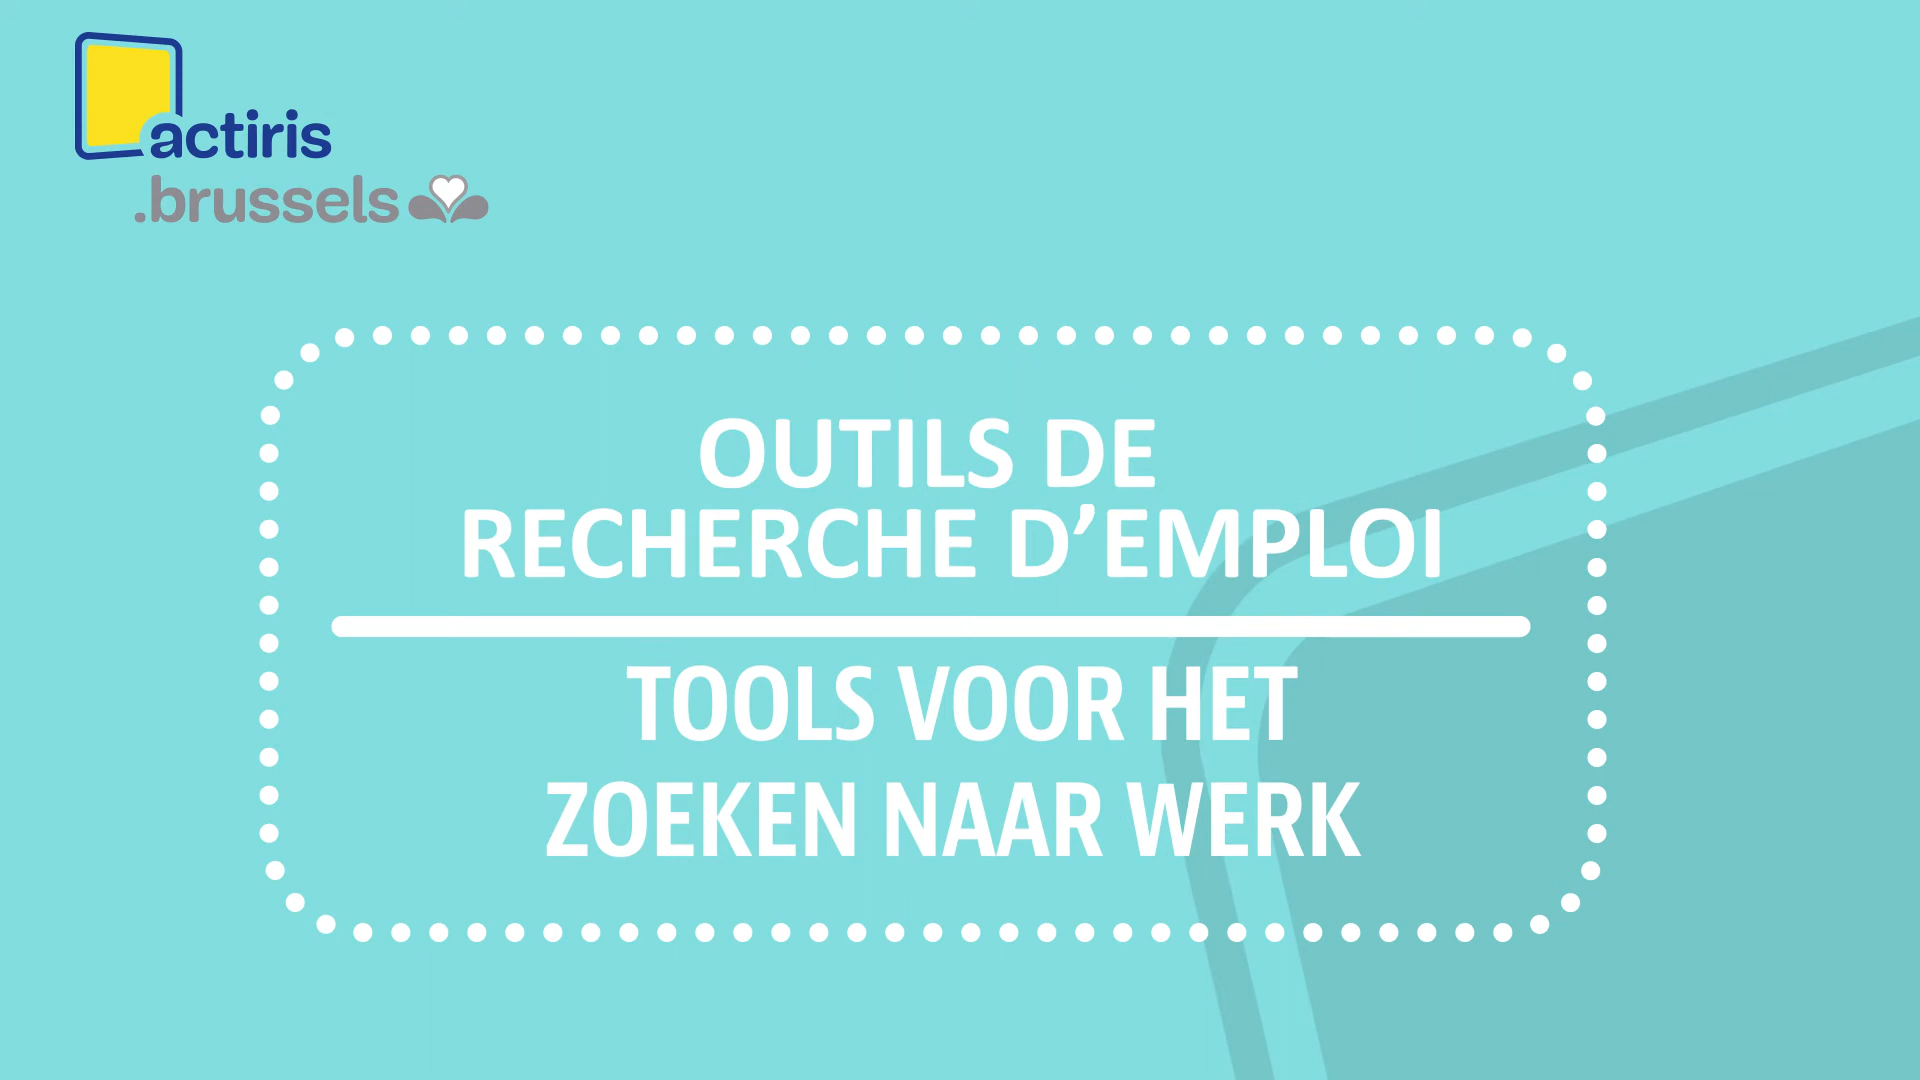 actiris
.brussels
OUTILS DE
RECHERCHE D’EMPLOI
TOOLS VOOR HET
ZOEKEN NAAR WERK